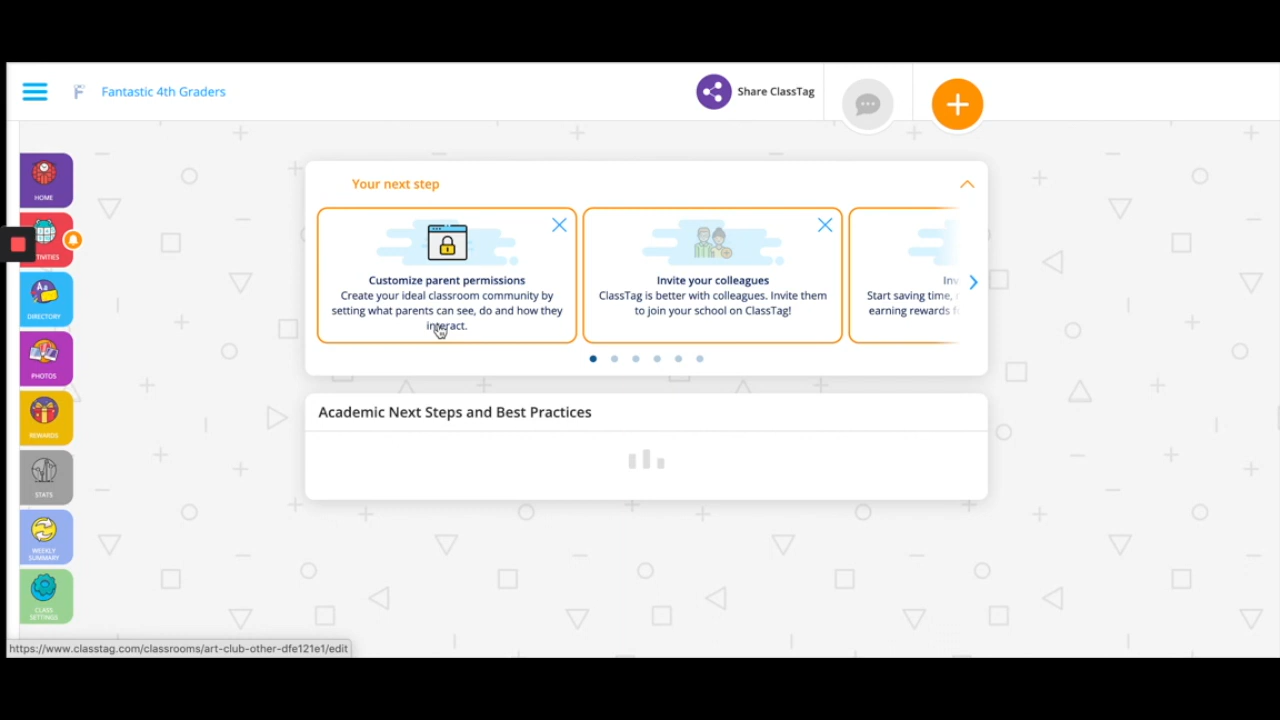 Fantastic 4th Graders
Share ClassTag
HOME
TIVITIES
DIRECTORY
PHOTOS
REWARDS
STATS
WEEKLY
SUMMARY
CLASS
SETTINGS
Your next step
Customize parent permissions
Create your ideal classroom community by
setting what parents can see, do and how they
interact.
Invite your colleagues
ClassTag is better with colleagues. Invite them
to join your school on ClassTag!
Inv
Start saving time,
earning rewards f
Academic Next Steps and Best Practices
https://www.classtag.com/classrooms/art-club-other-dfe121e1/edit